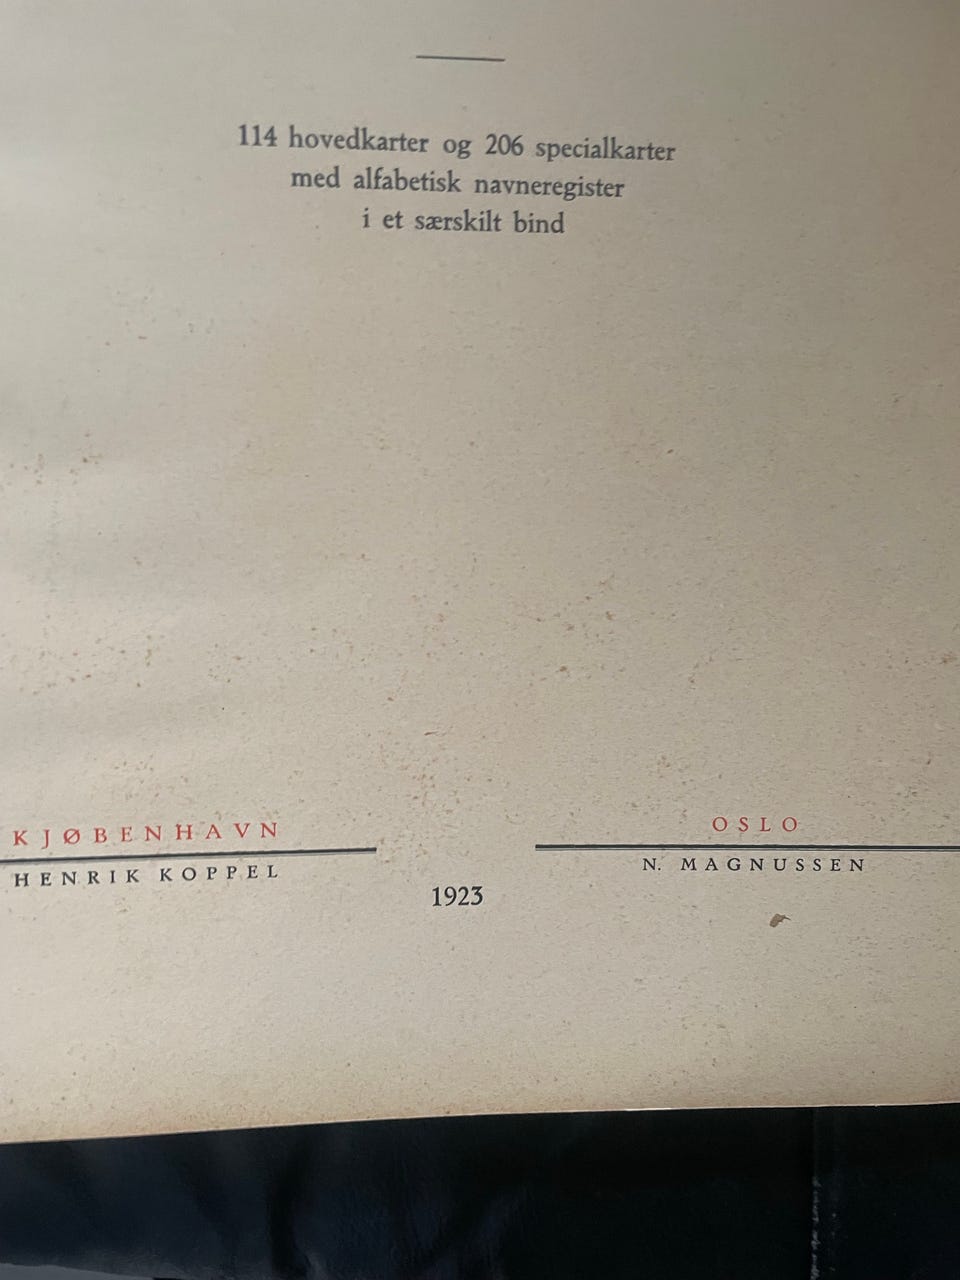 114 hovedkarter og 206 specialkarter
med alfabetisk navneregister
i et særskilt bind
KJØBENHAVN
HENRIK KOPPEL
OSLO
N. MAGNUSSEN
1923